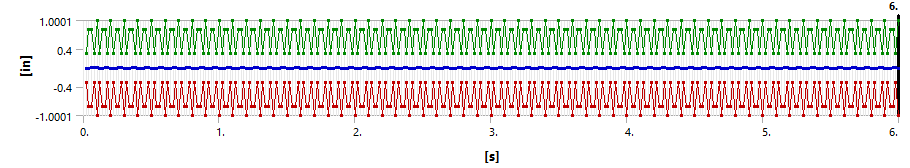 6.
1.0001
0.4
[in]
-0.4
-1.0001
0. 1. 2. 3. 4. 5. 6.
[s]